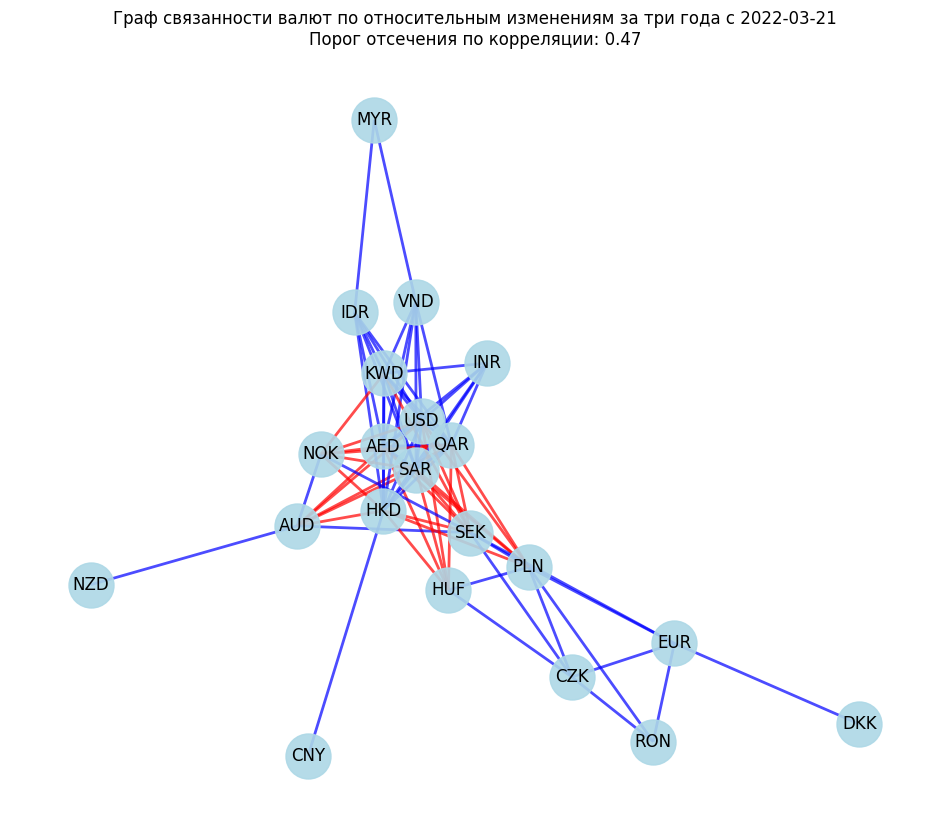 Граф связанности валют по относительным изменениям за три года с 2022-03-21
Порог отсечения по корреляции: 0.47
MYR
VND
IDR
INR
KWD
USD
AED
QAR
NOK
SAR
HKD
AUD
SEK
PLN
NZD
HUF
EUR
CZK
DKK
RON
CNY